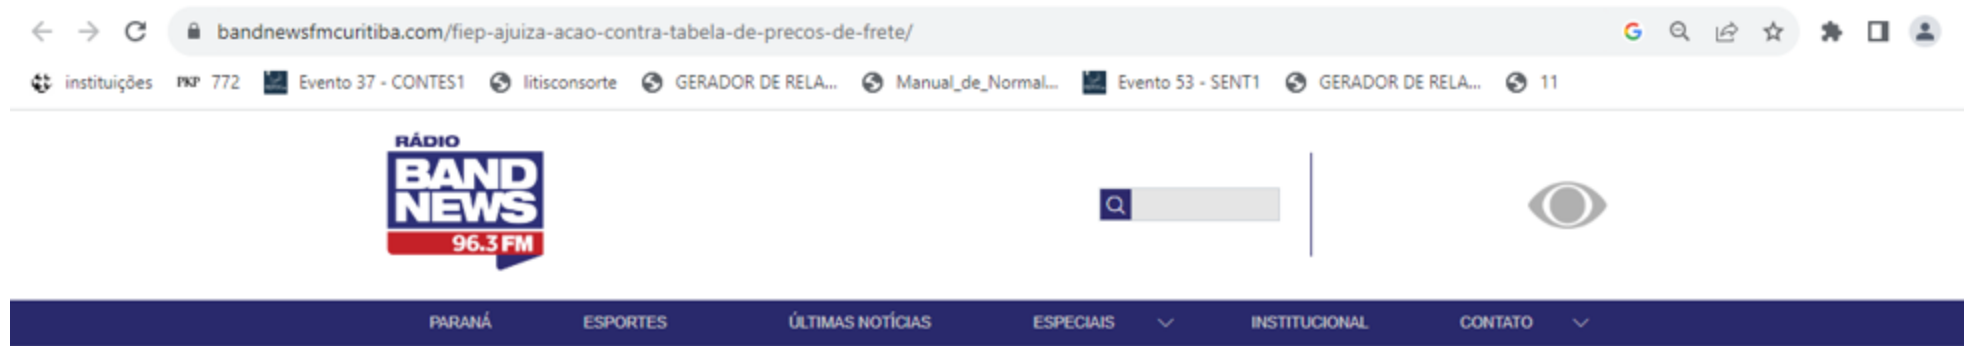 bandnewsfmcuritiba.com/fiep-ajuiza-acao-contra-tabela-de-precos-de-frete/
instituições PKP 772 Evento 37 - CONTES1 litisconsorte GERADOR DE RELA... Manual_de_Normal... Evento 53 - SENT1 GERADOR DE RELA... 11
RÁDIO
BAND
NEWS
96.3 FM
PARANÁ ESPORTES ÚLTIMAS NOTÍCIAS ESPECIAIS INSTITUCIONAL CONTATO